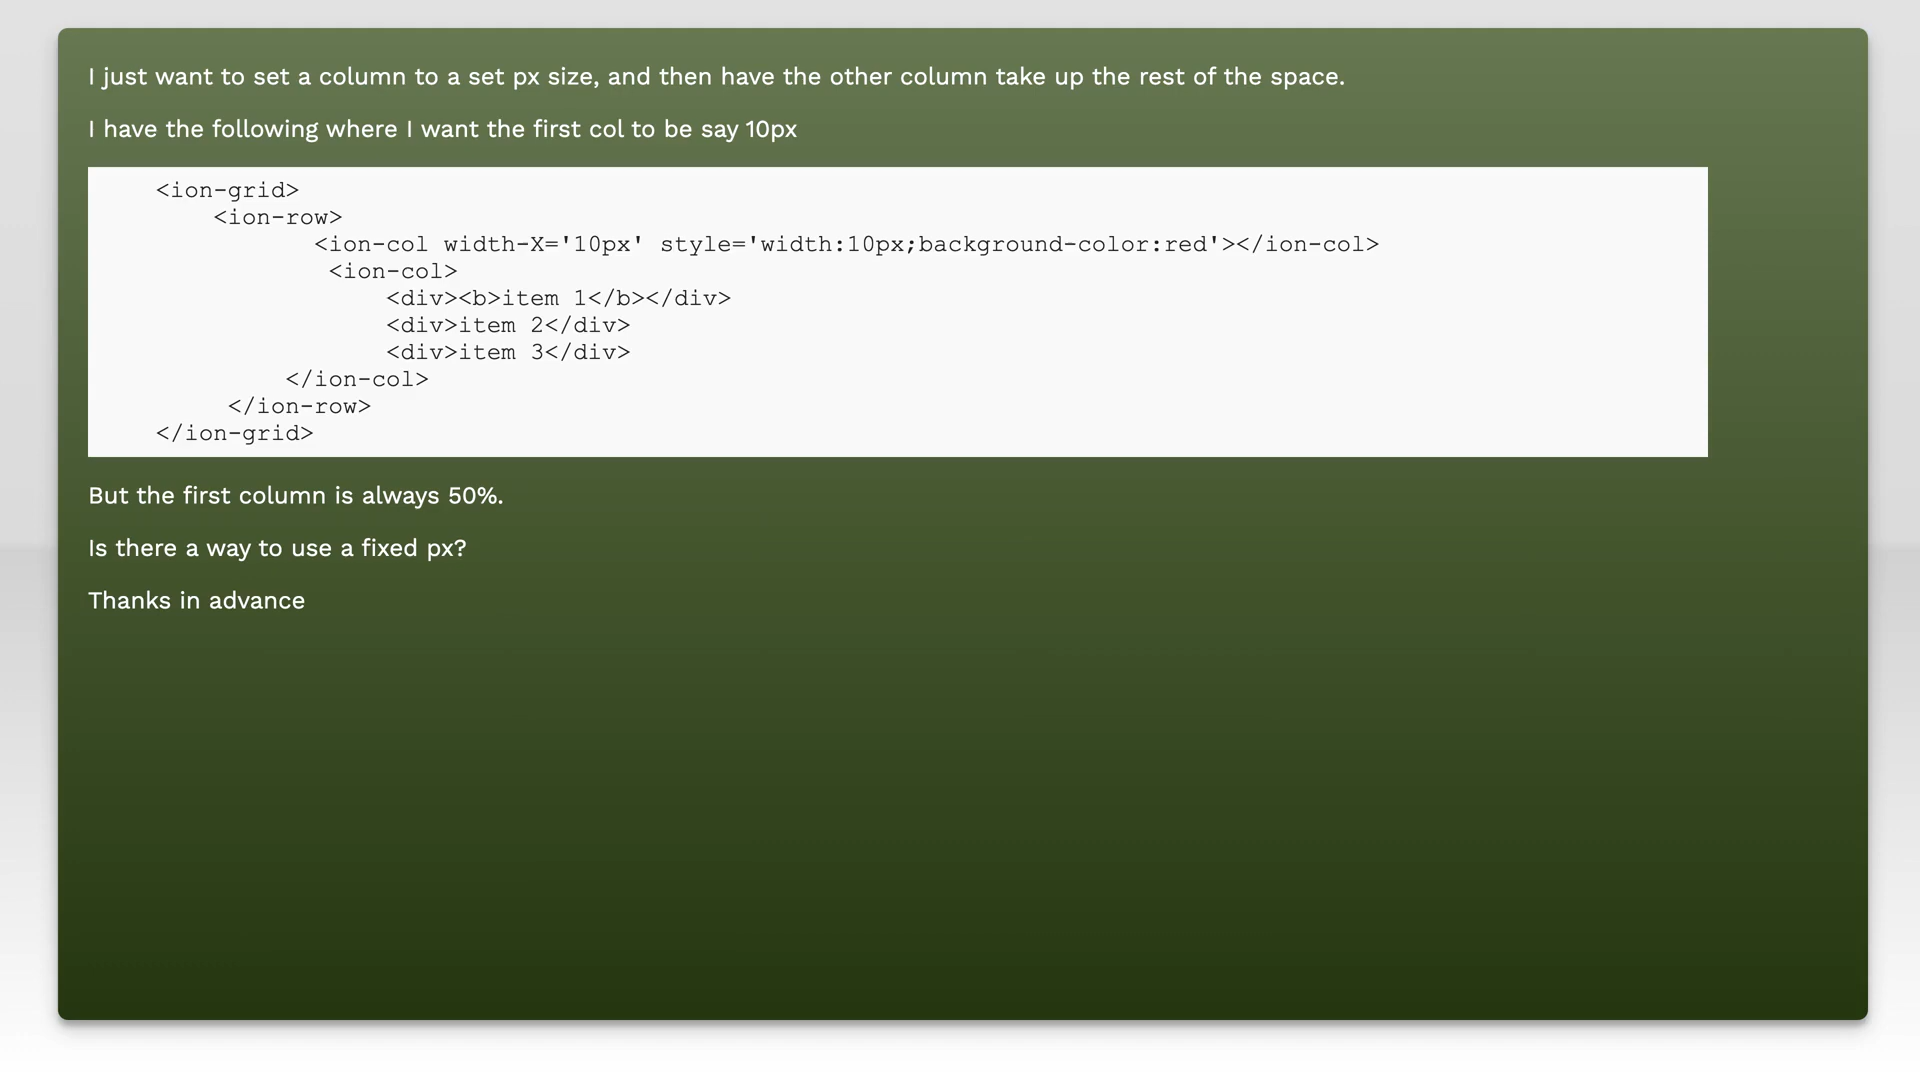 I just want to set a column to a set px size, and then have the other column take up the rest of the space.
I have the following where I want the first col to be say 10px
<ion-grid>
<ion-row>
<ion-col width-X='10px' style='width:10px;background-color:red'></ion-col>
<ion-col>
<div><b>item 1</b></div>
<div>item 2</div>
<div>item 3</div>
</ion-col>
</ion-row>
</ion-grid>
But the first column is always 50%.
Is there a way to use a fixed px?
Thanks in advance